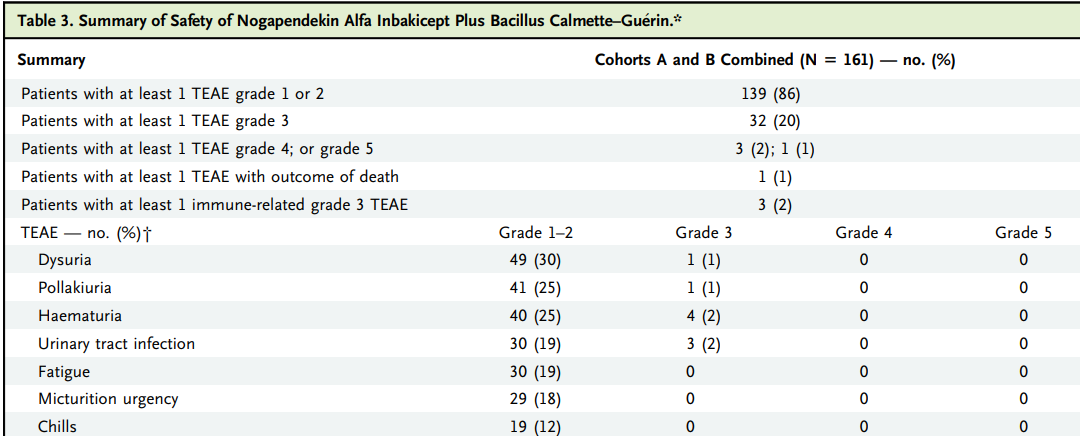 Table 3. Summary of Safety of Nogapendekin Alfa Inbakicept Plus Bacillus Calmette–Guérin.*
Summary Cohorts A and B Combined (N = 161) — no. (%)
Patients with at least 1 TEAE grade 1 or 2 139 (86)
Patients with at least 1 TEAE grade 3 32 (20)
Patients with at least 1 TEAE grade 4; or grade 5 3 (2); 1 (1)
Patients with at least 1 TEAE with outcome of death 1 (1)
Patients with at least 1 immune-related grade 3 TEAE 3 (2)
TEAE — no. (%)† Grade 1–2 Grade 3 Grade 4 Grade 5
Dysuria 49 (30) 1 (1) 0 0
Pollakiuria 41 (25) 1 (1) 0 0
Haematuria 40 (25) 4 (2) 0 0
Urinary tract infection 30 (19) 3 (2) 0 0
Fatigue 30 (19) 0 0 0
Micturition urgency 29 (18) 0 0 0
Chills 19 (12) 0 0 0